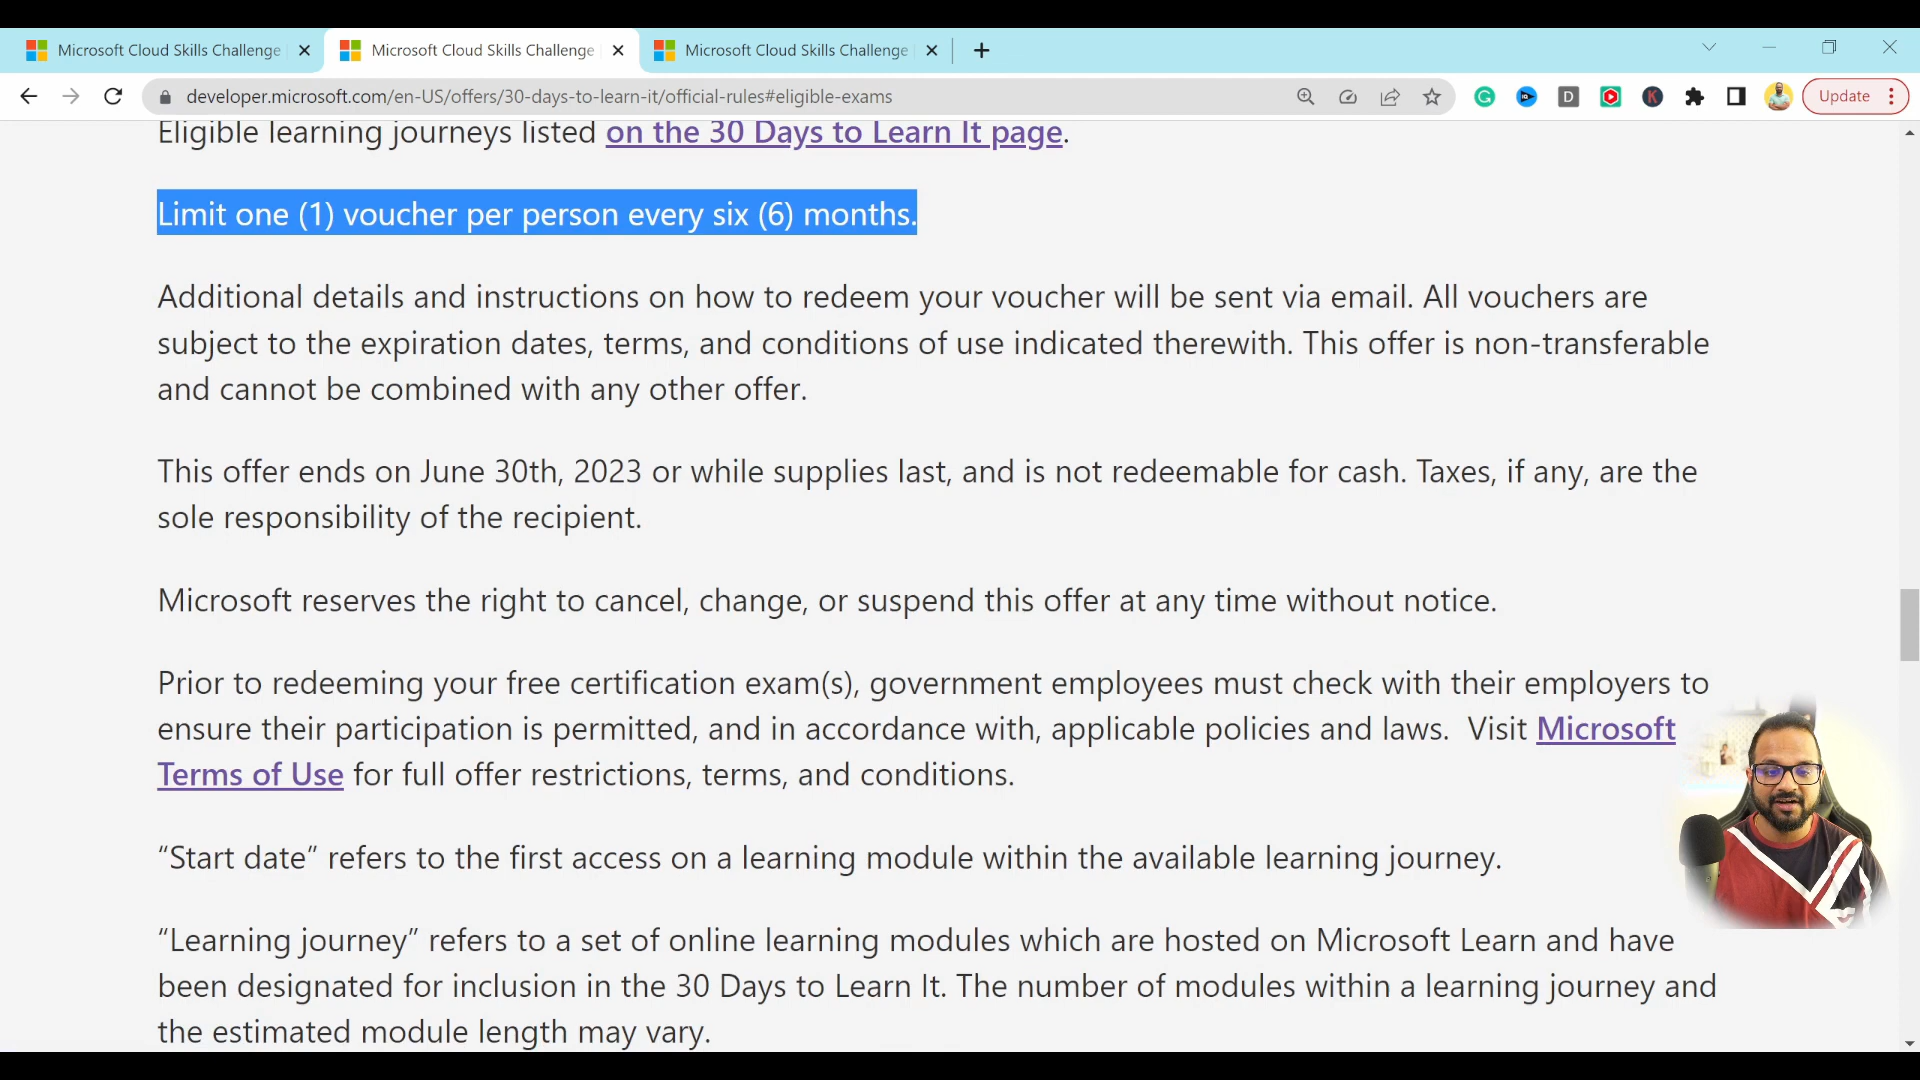 Microsoft Cloud Skills Challenge
Microsoft Cloud Skills Challenge
Microsoft Cloud Skills Challenge
developer.microsoft.com/en-US/offers/30-days-to-learn-it/official-rules#eligible-exams
Update
Eligible learning journeys listed on the 30 Days to Learn It page.
Limit one (1) voucher per person every six (6) months.
Additional details and instructions on how to redeem your voucher will be sent via email. All vouchers are
subject to the expiration dates, terms, and conditions of use indicated therewith. This offer is non-transferable
and cannot be combined with any other offer.
This offer ends on June 30th, 2023 or while supplies last, and is not redeemable for cash. Taxes, if any, are the
sole responsibility of the recipient.
Microsoft reserves the right to cancel, change, or suspend this offer at any time without notice.
Prior to redeeming your free certification exam(s), government employees must check with their employers to
ensure their participation is permitted, and in accordance with, applicable policies and laws.  Visit Microsoft
Terms of Use for full offer restrictions, terms, and conditions.
“Start date” refers to the first access on a learning module within the available learning journey.
“Learning journey” refers to a set of online learning modules which are hosted on Microsoft Learn and have
been designated for inclusion in the 30 Days to Learn It. The number of modules within a learning journey and
the estimated module length may vary.